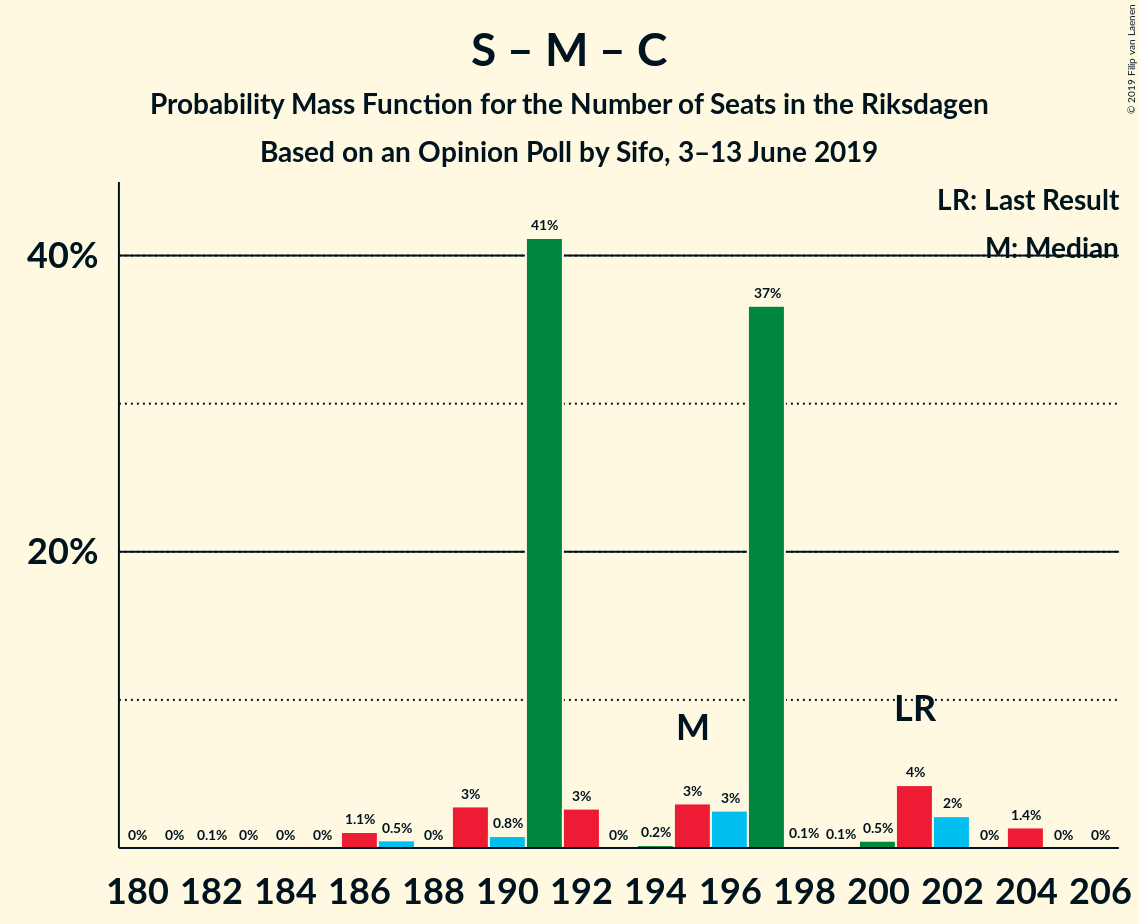 S – M – C
Probability Mass Function for the Number of Seats in the Riksdagen
Based on an Opinion Poll by Sifo, 3–13 June 2019
© 2019 Filip van Laenen
LR: Last Result
M: Median
40%
20%
0% 0% 0.1% 0% 0% 0% 1.1% 0.5% 0% 3% 0.8% 41% 3% 0% 0.2% 3% 3% 37% 0.1% 0.1% 0.5% 4% 2% 0% 1.4% 0% 0%
M
LR
180 182 184 186 188 190 192 194 196 198 200 202 204 206